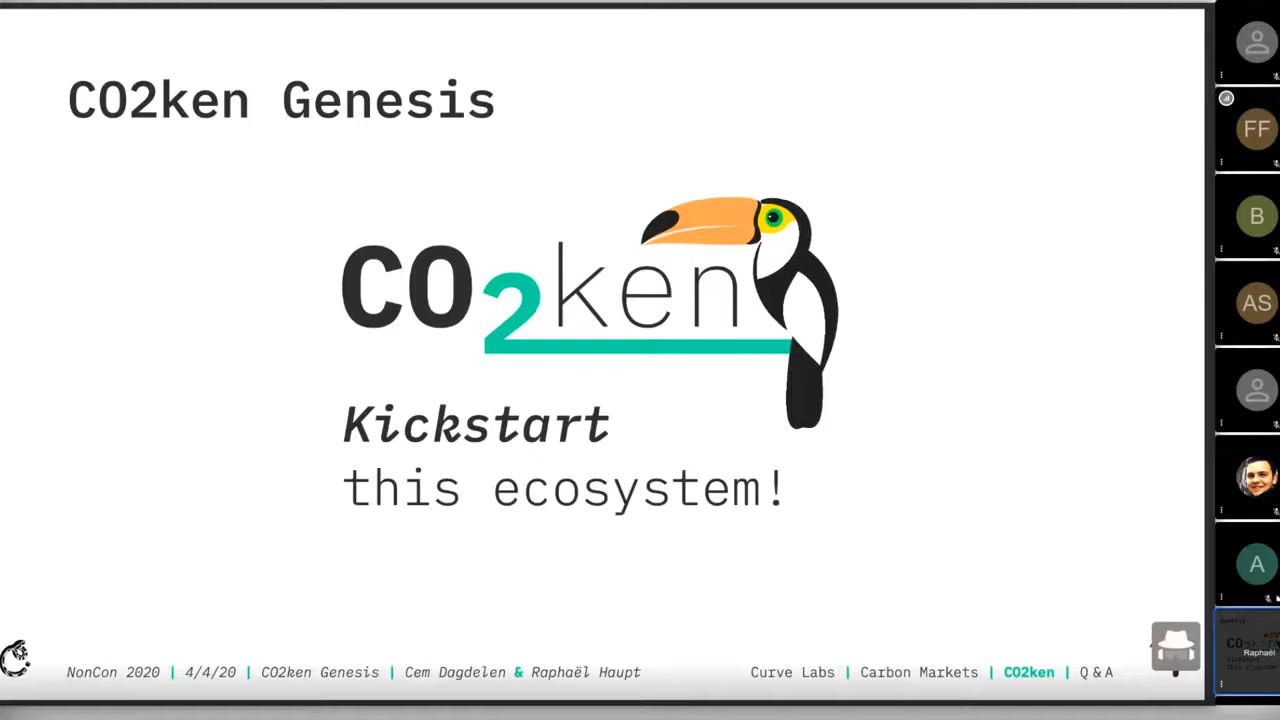 CO2ken Genesis
CO2ken
Kickstart
this ecosystem!
NonCon 2020 | 4/4/20 | CO2ken Genesis | Cem Dagdelen & Raphaël Haupt
Curve Labs | Carbon Markets | CO2ken | Q & A
FF
B
AS
A
Raphaël